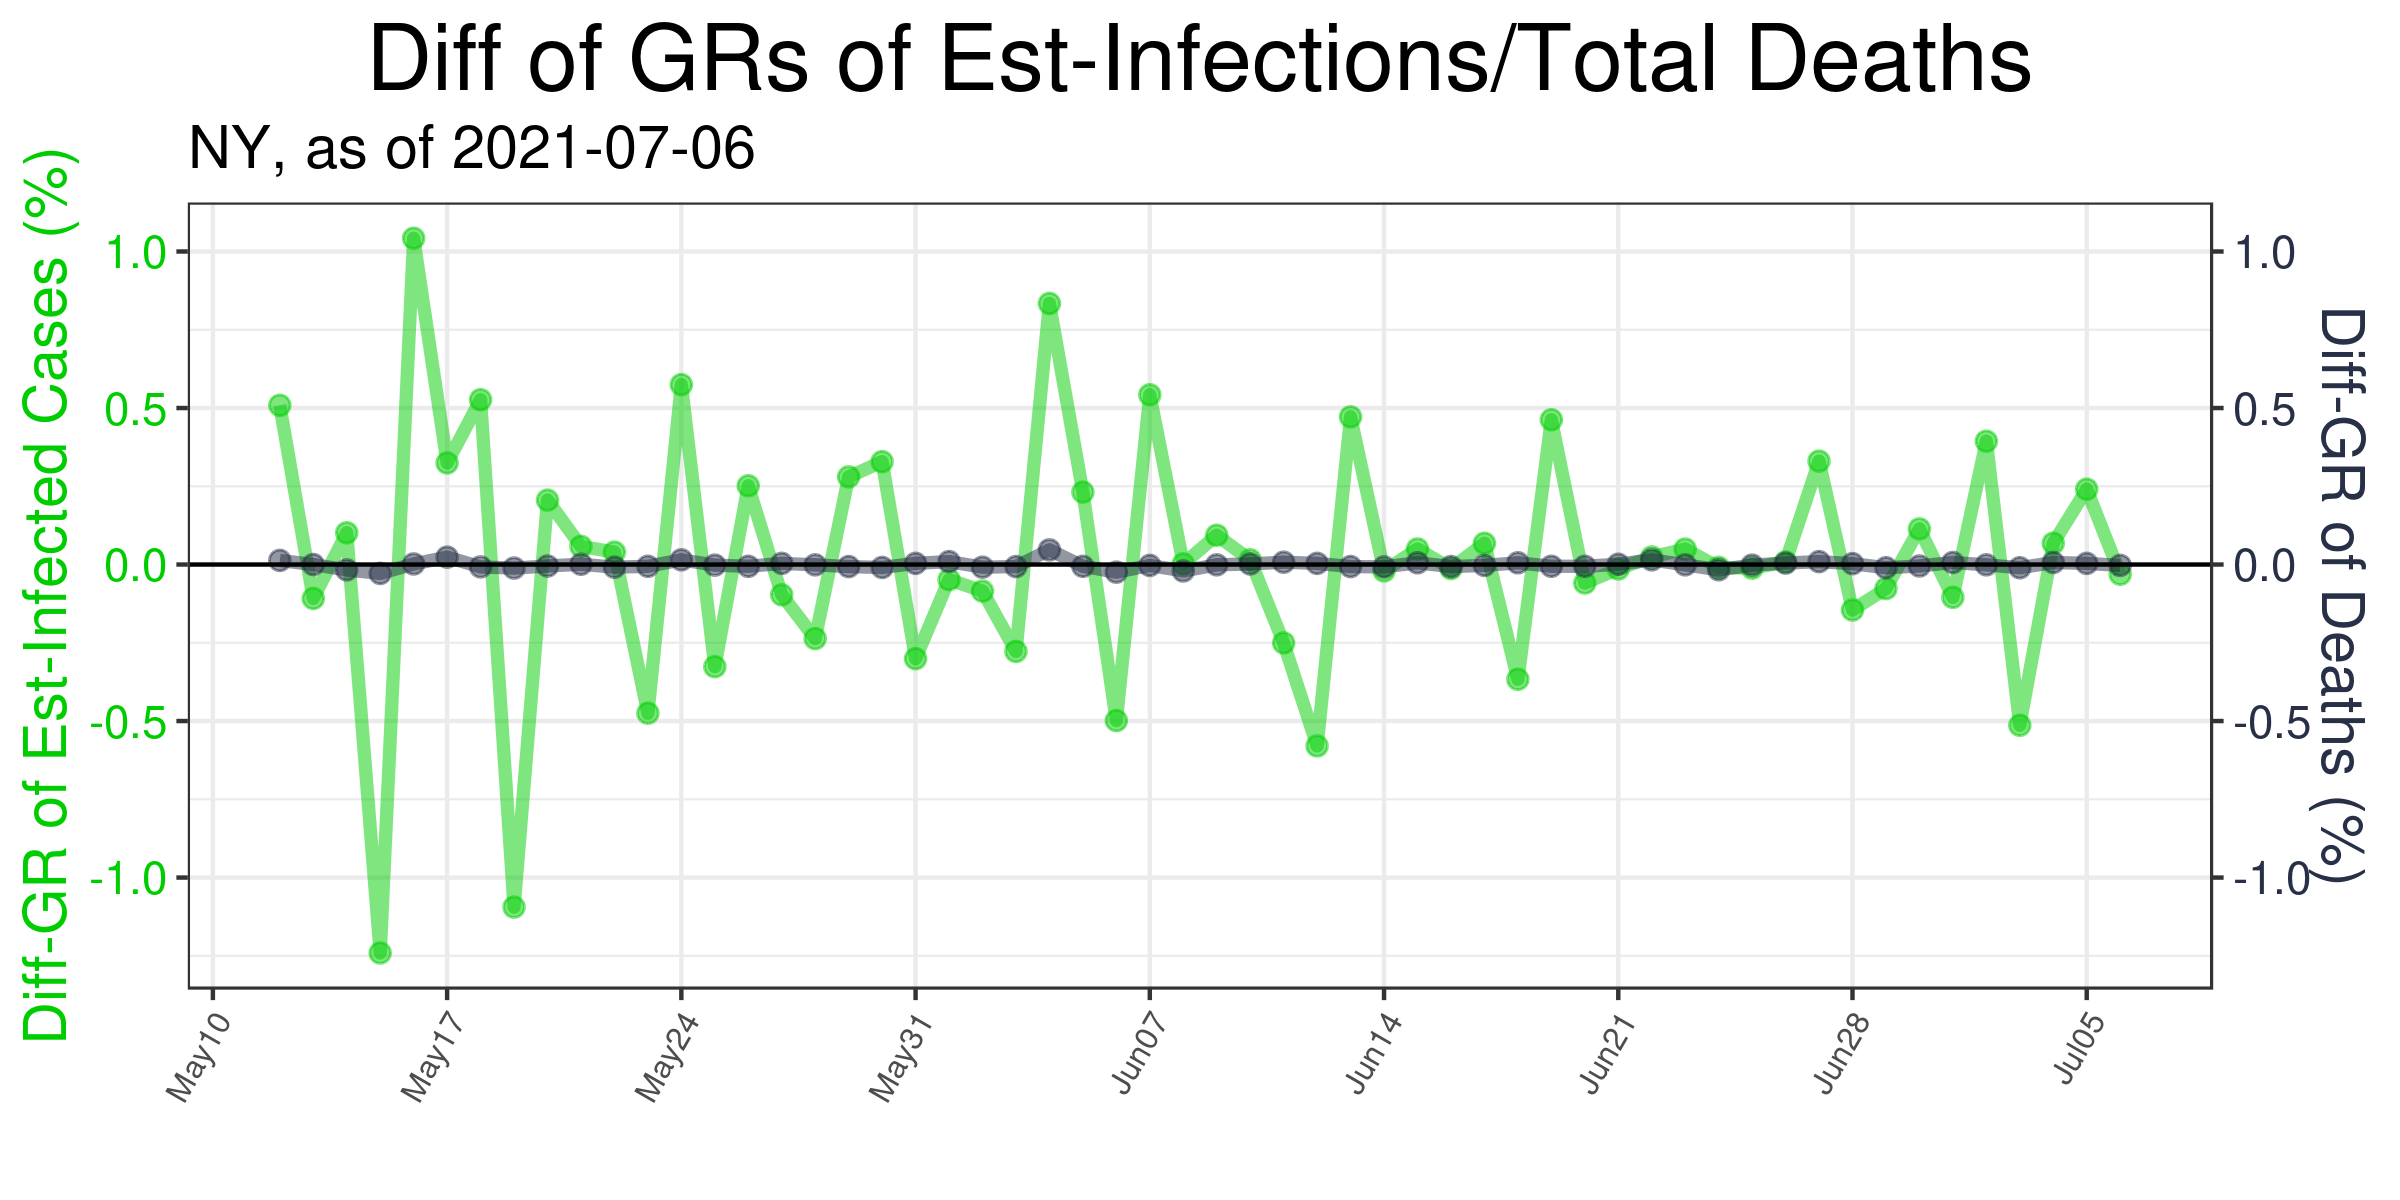 Diff of GRs of Est-Infections/Total Deaths
NY, as of 2021-07-06
Diff-GR of Est-Infected Cases (%)
1.0
0.5
0.0
-0.5
-1.0
1.0
0.5
0.0
-0.5
-1.0
Diff-GR of Deaths (%)
May10
May17
May24
May31
Jun07
Jun14
Jun21
Jun28
Jul05